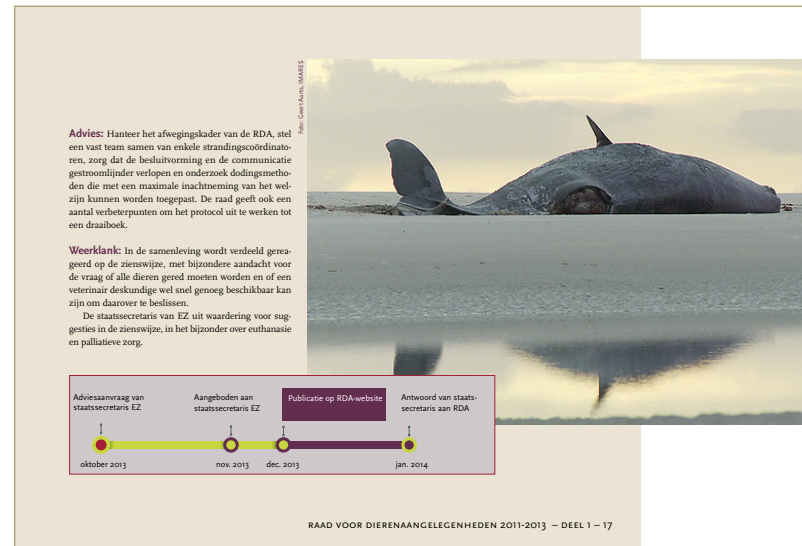 Foto: Geert Aarts, IMARES
Advies: Hanteer het afwegingskader van de RDA, stel
een vast team samen van enkele strandingscoördinato-
ren, zorg dat de besluitvorming en de communicatie
gestroomlijnder verlopen en onderzoek dodingsmetho-
den die met een maximale inachtneming van het wel-
zijn kunnen worden toegepast. De raad geeft ook een
aantal verbeterpunten om het protocol uit te werken tot
een draaiboek.
Weerklank: In de samenleving wordt verdeeld gerea-
geerd op de zienswijze, met bijzondere aandacht voor
de vraag of alle dieren gered moeten worden en of een
veterinair deskundige wel snel genoeg beschikbaar kan
zijn om daarover te beslissen.
De staatssecretaris van EZ uit waardering voor sug-
gesties in de zienswijze, in het bijzonder over euthanasie
en palliatieve zorg.
Adviesaanvraag van
staatssecretaris EZ
Aangeboden aan
staatssecretaris EZ
Publicatie op RDA-website
Antwoord van staats-
secretaris aan RDA
oktober 2013
nov. 2013
dec. 2013
jan. 2014
RAAD VOOR DIERENAANGELEGENHEDEN 2011-2013 – DEEL 1 – 17